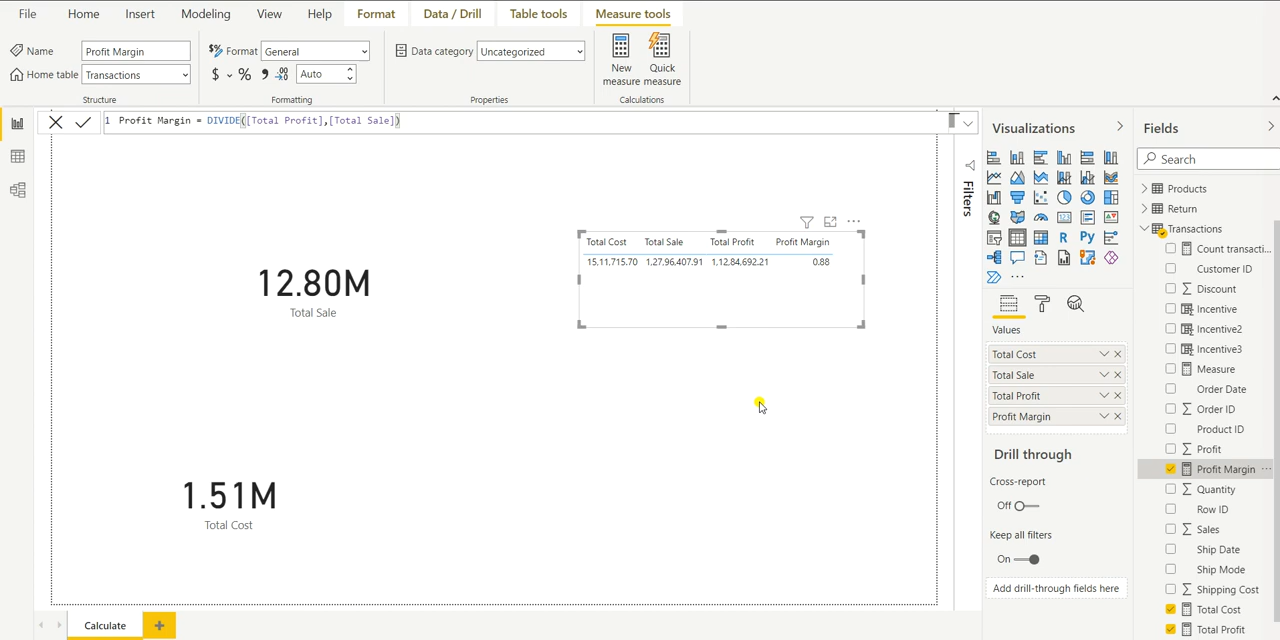 File Home Insert Modeling View Help Format Data / Drill Table tools Measure tools
Name Profit Margin
Format General
Data category Uncategorized
New measure
Quick measure
Home table Transactions
$ % Auto
Structure
Formatting
Properties
Calculations
1 Profit Margin = DIVIDE([Total Profit],[Total Sale])
12.80M
Total Sale
1.51M
Total Cost
Total Cost Total Sale Total Profit Profit Margin
15,11,715.70 1,27,96,407.91 1,12,84,692.21 0.88
Filters
Visualizations
R Py
Values
Total Cost
Total Sale
Total Profit
Profit Margin
Drill through
Cross-report
Off
Keep all filters
On
Add drill-through fields here
Fields
Search
Products
Return
Transactions
Count transacti...
Customer ID
Discount
Incentive
Incentive2
Incentive3
Measure
Order Date
Order ID
Product ID
Profit
Profit Margin
Quantity
Row ID
Sales
Ship Date
Ship Mode
Shipping Cost
Total Cost
Total Profit
Calculate